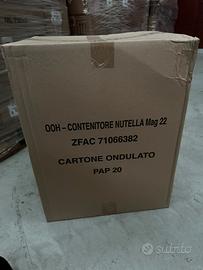 OOH – CONTENITORE NUTELLA Mag 22
ZFAC 71066382
CARTONE ONDULATO
PAP 20
subito